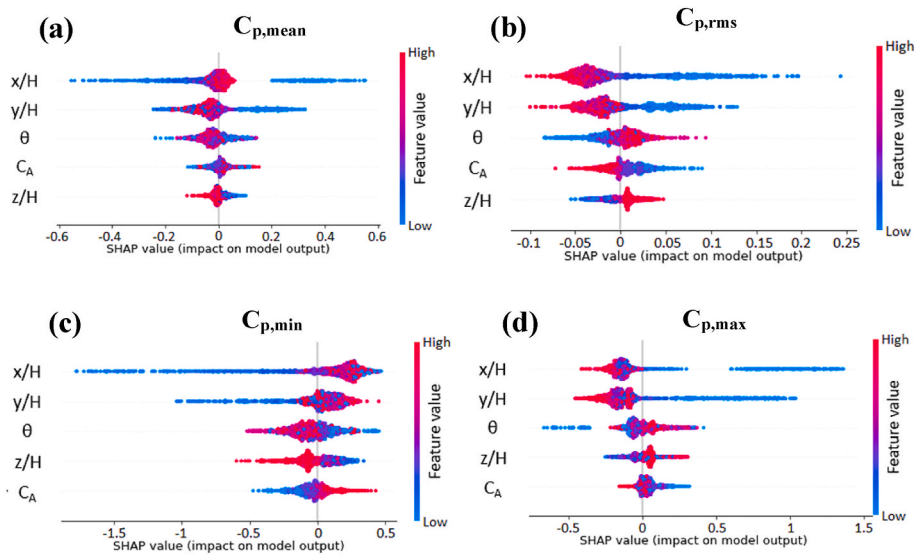 (a) Cp,mean
High
x/H
y/H
θ
CA
z/H
Feature value
Low
-0.6 -0.4 -0.2 0 0.2 0.4 0.6
SHAP value (impact on model output)
(b) Cp,rms
High
x/H
y/H
θ
CA
z/H
Feature value
Low
-0.1 -0.05 0 0.05 0.1 0.15 0.2 0.25
SHAP value (impact on model output)
(c) Cp,min
High
x/H
y/H
θ
z/H
CA
Feature value
Low
-1.5 -1 -0.5 0 0.5
SHAP value (impact on model output)
(d) Cp,max
High
x/H
y/H
θ
z/H
CA
Feature value
Low
-0.5 0 0.5 1 1.5
SHAP value (impact on model output)